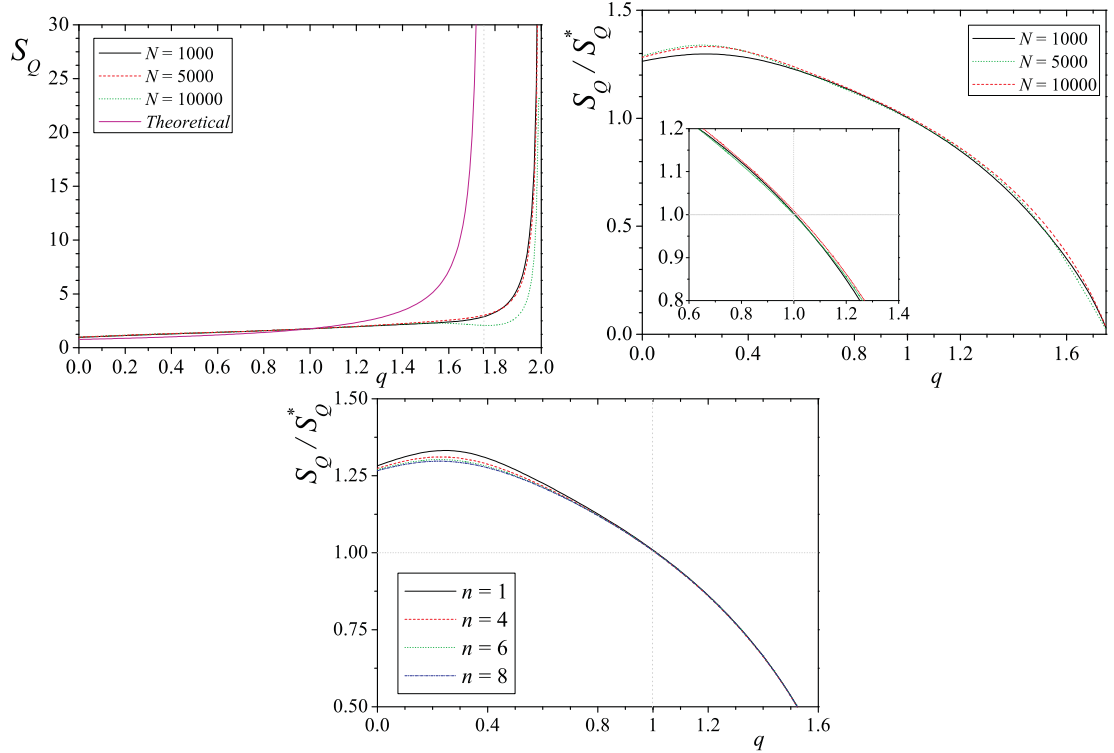 S_Q
30
25
20
15
10
5
0
N = 1000
N = 5000
N = 10000
Theoretical
0.0 0.2 0.4 0.6 0.8 1.0 1.2 1.4 1.6 1.8 2.0
q
S_Q / S_Q^*
1.5
1.0
0.5
0.0
N = 1000
N = 5000
N = 10000
1.2
1.1
1.0
0.9
0.8
0.6 0.8 1.0 1.2 1.4
0.0 0.4 0.8 1 1.2 1.6
q
S_Q / S_Q^*
1.50
1.25
1.00
0.75
0.50
n = 1
n = 4
n = 6
n = 8
0.0 0.4 0.8 1 1.2 1.6
q